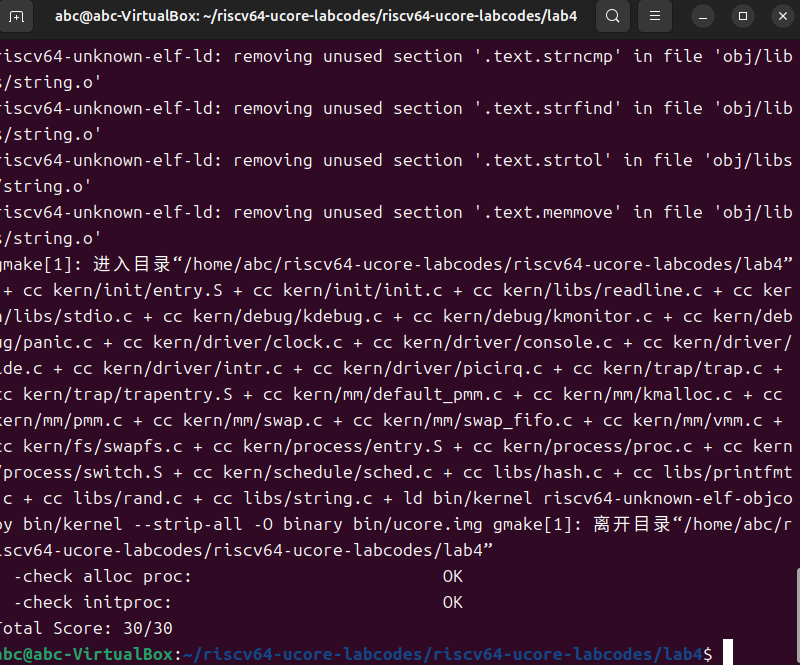 abc@abc-VirtualBox: ~/riscv64-ucore-labcodes/riscv64-ucore-labcodes/lab4
riscv64-unknown-elf-ld: removing unused section '.text.strncmp' in file 'obj/lib
s/string.o'
riscv64-unknown-elf-ld: removing unused section '.text.strfind' in file 'obj/lib
s/string.o'
riscv64-unknown-elf-ld: removing unused section '.text.strtol' in file 'obj/libs
/string.o'
riscv64-unknown-elf-ld: removing unused section '.text.memmove' in file 'obj/lib
s/string.o'
gmake[1]: 进入目录“/home/abc/riscv64-ucore-labcodes/riscv64-ucore-labcodes/lab4”
+ cc kern/init/entry.S + cc kern/init/init.c + cc kern/libs/readline.c + cc ker
n/libs/stdio.c + cc kern/debug/kdebug.c + cc kern/debug/kmonitor.c + cc kern/deb
ug/panic.c + cc kern/driver/clock.c + cc kern/driver/console.c + cc kern/driver/
ide.c + cc kern/driver/intr.c + cc kern/driver/picirq.c + cc kern/trap/trap.c +
cc kern/trap/trapentry.S + cc kern/mm/default_pmm.c + cc kern/mm/kmalloc.c + cc
kern/mm/pmm.c + cc kern/mm/swap.c + cc kern/mm/swap_fifo.c + cc kern/mm/vmm.c +
cc kern/fs/swapfs.c + cc kern/process/entry.S + cc kern/process/proc.c + cc kern
/process/switch.S + cc kern/schedule/sched.c + cc libs/hash.c + cc libs/printfmt
.c + cc libs/rand.c + cc libs/string.c + ld bin/kernel riscv64-unknown-elf-objco
py bin/kernel --strip-all -O binary bin/ucore.img gmake[1]: 离开目录“/home/abc/r
iscv64-ucore-labcodes/riscv64-ucore-labcodes/lab4”
-check alloc proc: OK
-check initproc: OK
Total Score: 30/30
abc@abc-VirtualBox:~/riscv64-ucore-labcodes/riscv64-ucore-labcodes/lab4$